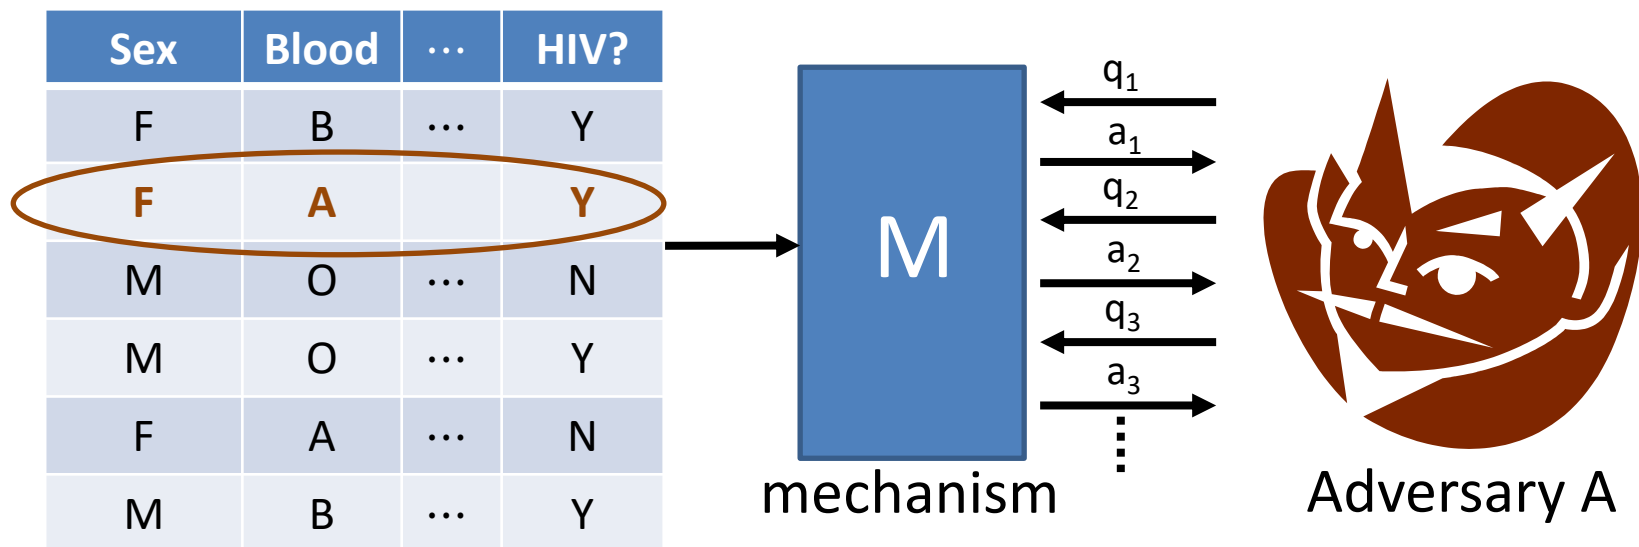 Sex Blood ... HIV?
F B ... Y
F A Y
M O ... N
M O ... Y
F A ... N
M B ... Y
M
mechanism
q1
a1
q2
a2
q3
a3
Adversary A